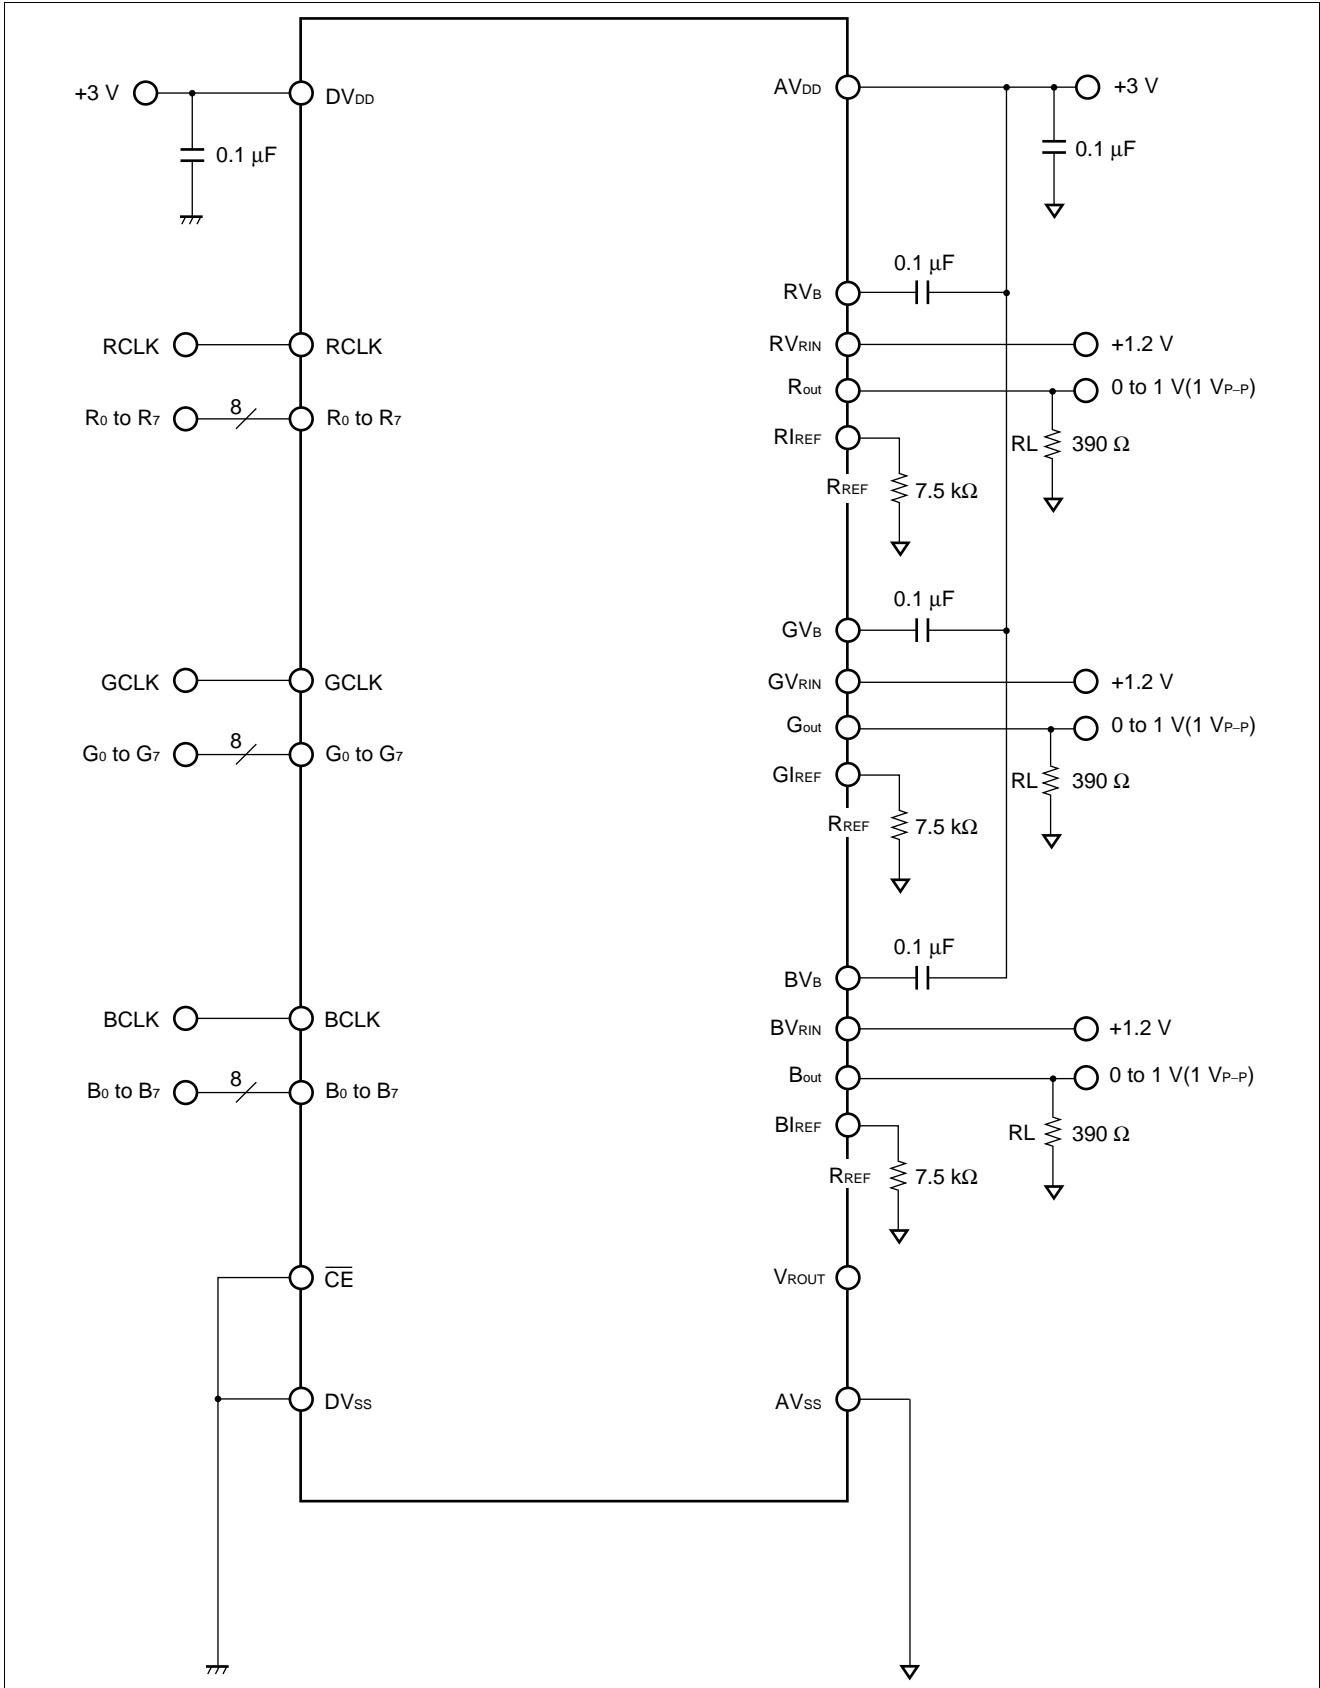 +3 V DVDD AVDD +3 V
0.1 μF 0.1 μF
0.1 μF
RVB
RCLK RCLK RVRIN +1.2 V
Rout 0 to 1 V(1 VP–P)
R0 to R7 8 R0 to R7
RIREF RL 390 Ω
RREF 7.5 kΩ
0.1 μF
GVB
GCLK GCLK GVRIN +1.2 V
Gout 0 to 1 V(1 VP–P)
G0 to G7 8 G0 to G7
GIREF RL 390 Ω
RREF 7.5 kΩ
0.1 μF
BVB
BCLK BCLK BVRIN +1.2 V
Bout 0 to 1 V(1 VP–P)
B0 to B7 8 B0 to B7
BIREF RL 390 Ω
RREF 7.5 kΩ
C̅E̅ VROUT
DVSS AVSS